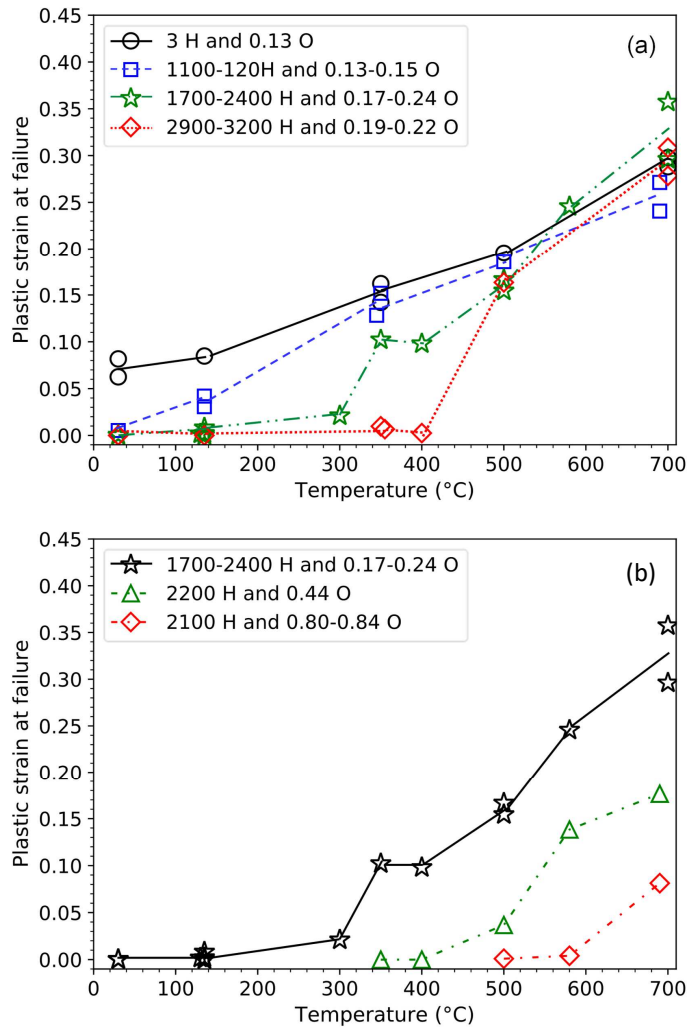 (a)
3 H and 0.13 O
1100-120H and 0.13-0.15 O
1700-2400 H and 0.17-0.24 O
2900-3200 H and 0.19-0.22 O
Plastic strain at failure
0.45
0.40
0.35
0.30
0.25
0.20
0.15
0.10
0.05
0.00
0 100 200 300 400 500 600 700
Temperature (°C)
(b)
1700-2400 H and 0.17-0.24 O
2200 H and 0.44 O
2100 H and 0.80-0.84 O
Plastic strain at failure
0.45
0.40
0.35
0.30
0.25
0.20
0.15
0.10
0.05
0.00
0 100 200 300 400 500 600 700
Temperature (°C)